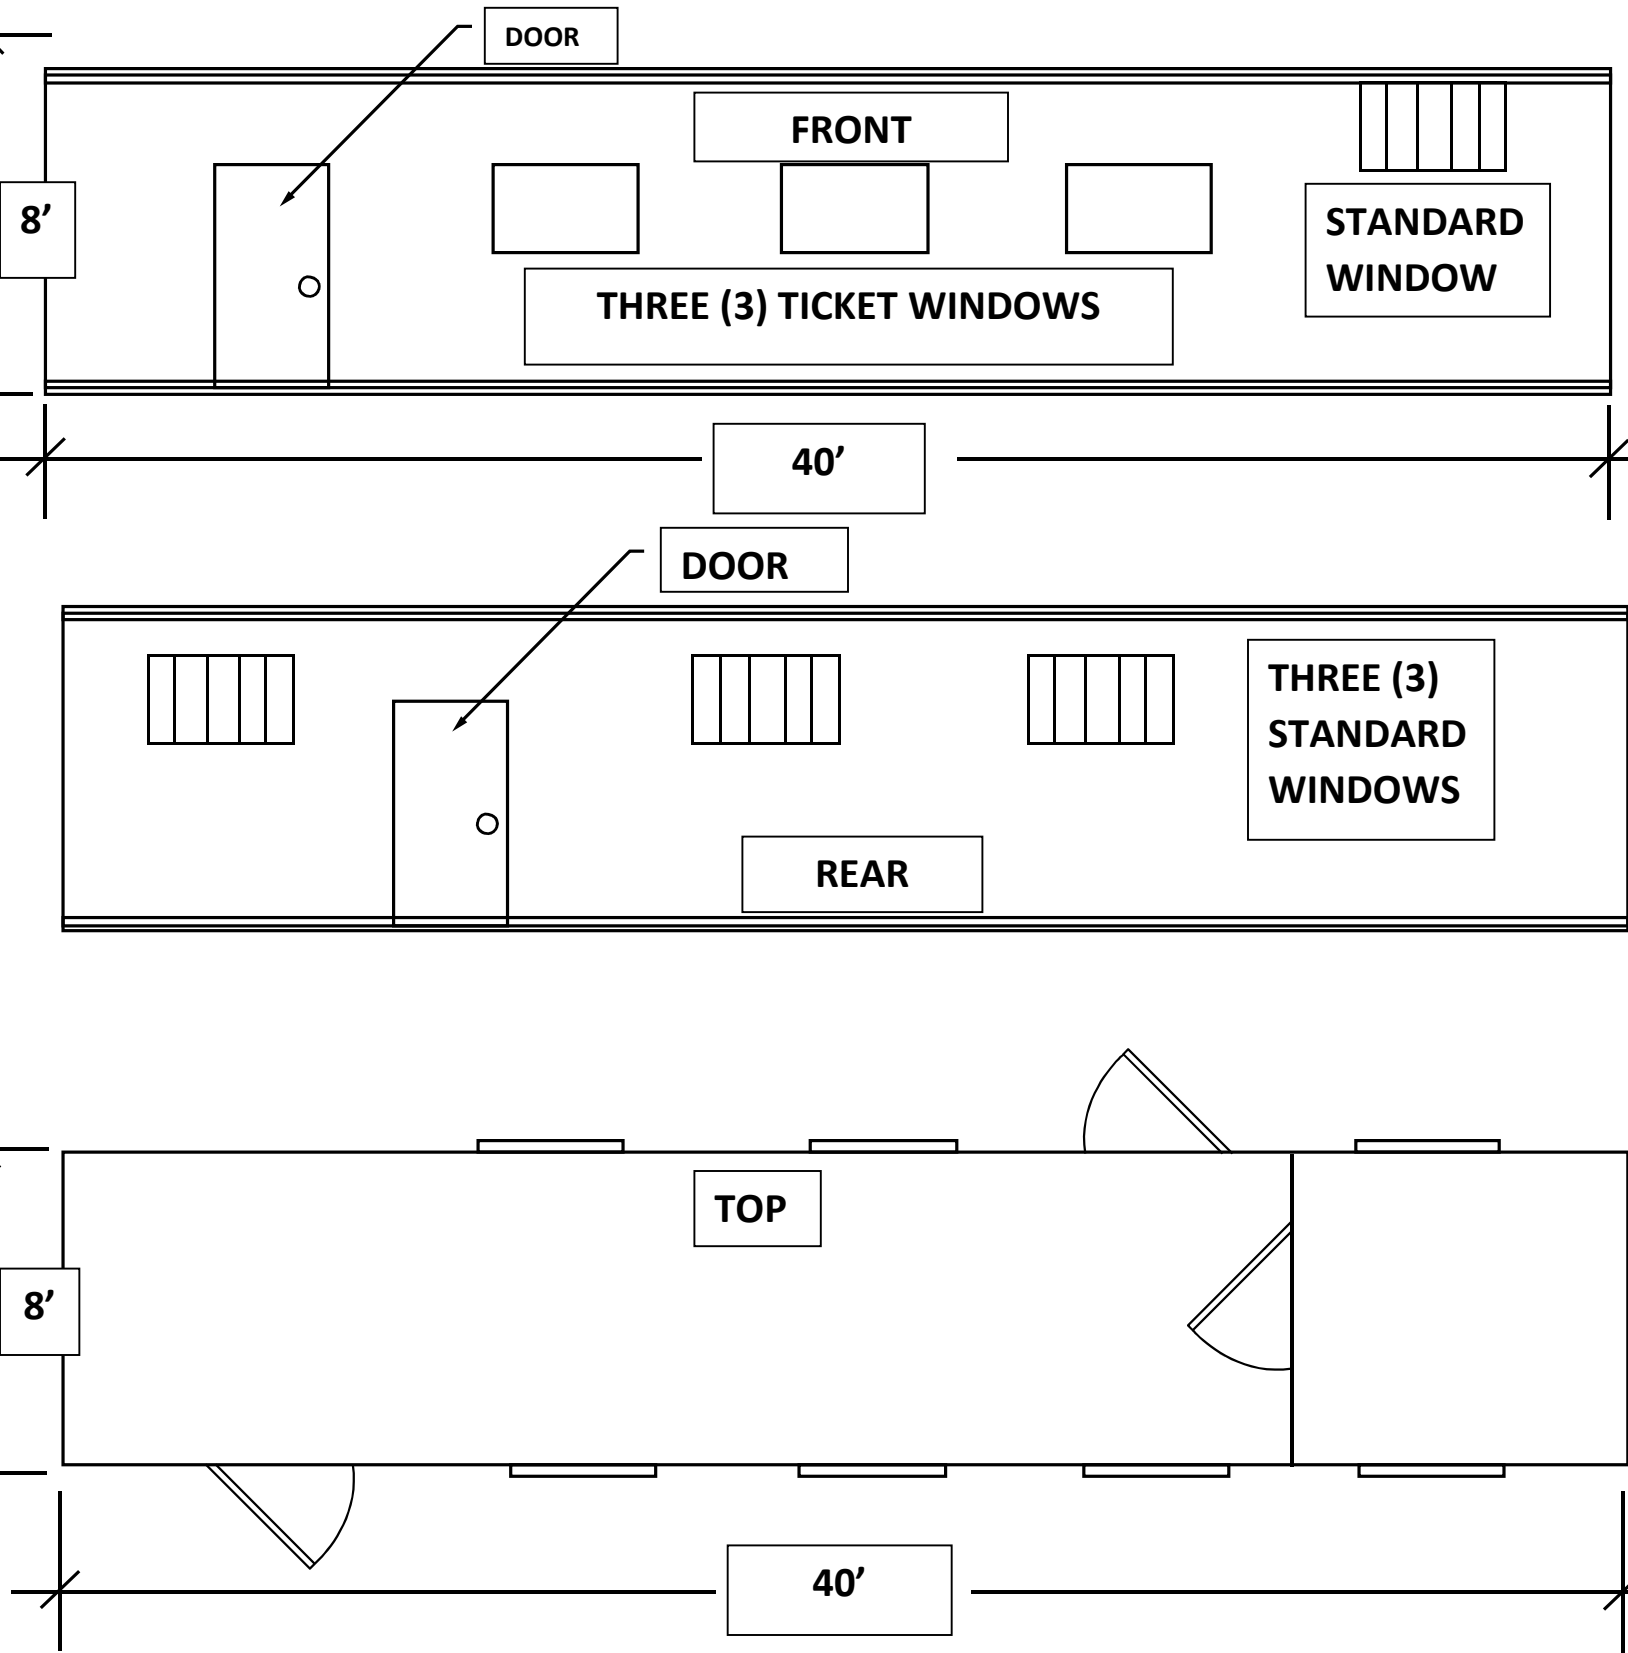 DOOR
FRONT
8’
STANDARD
WINDOW
THREE (3) TICKET WINDOWS
40’
DOOR
THREE (3)
STANDARD
WINDOWS
REAR
TOP
8’
40’